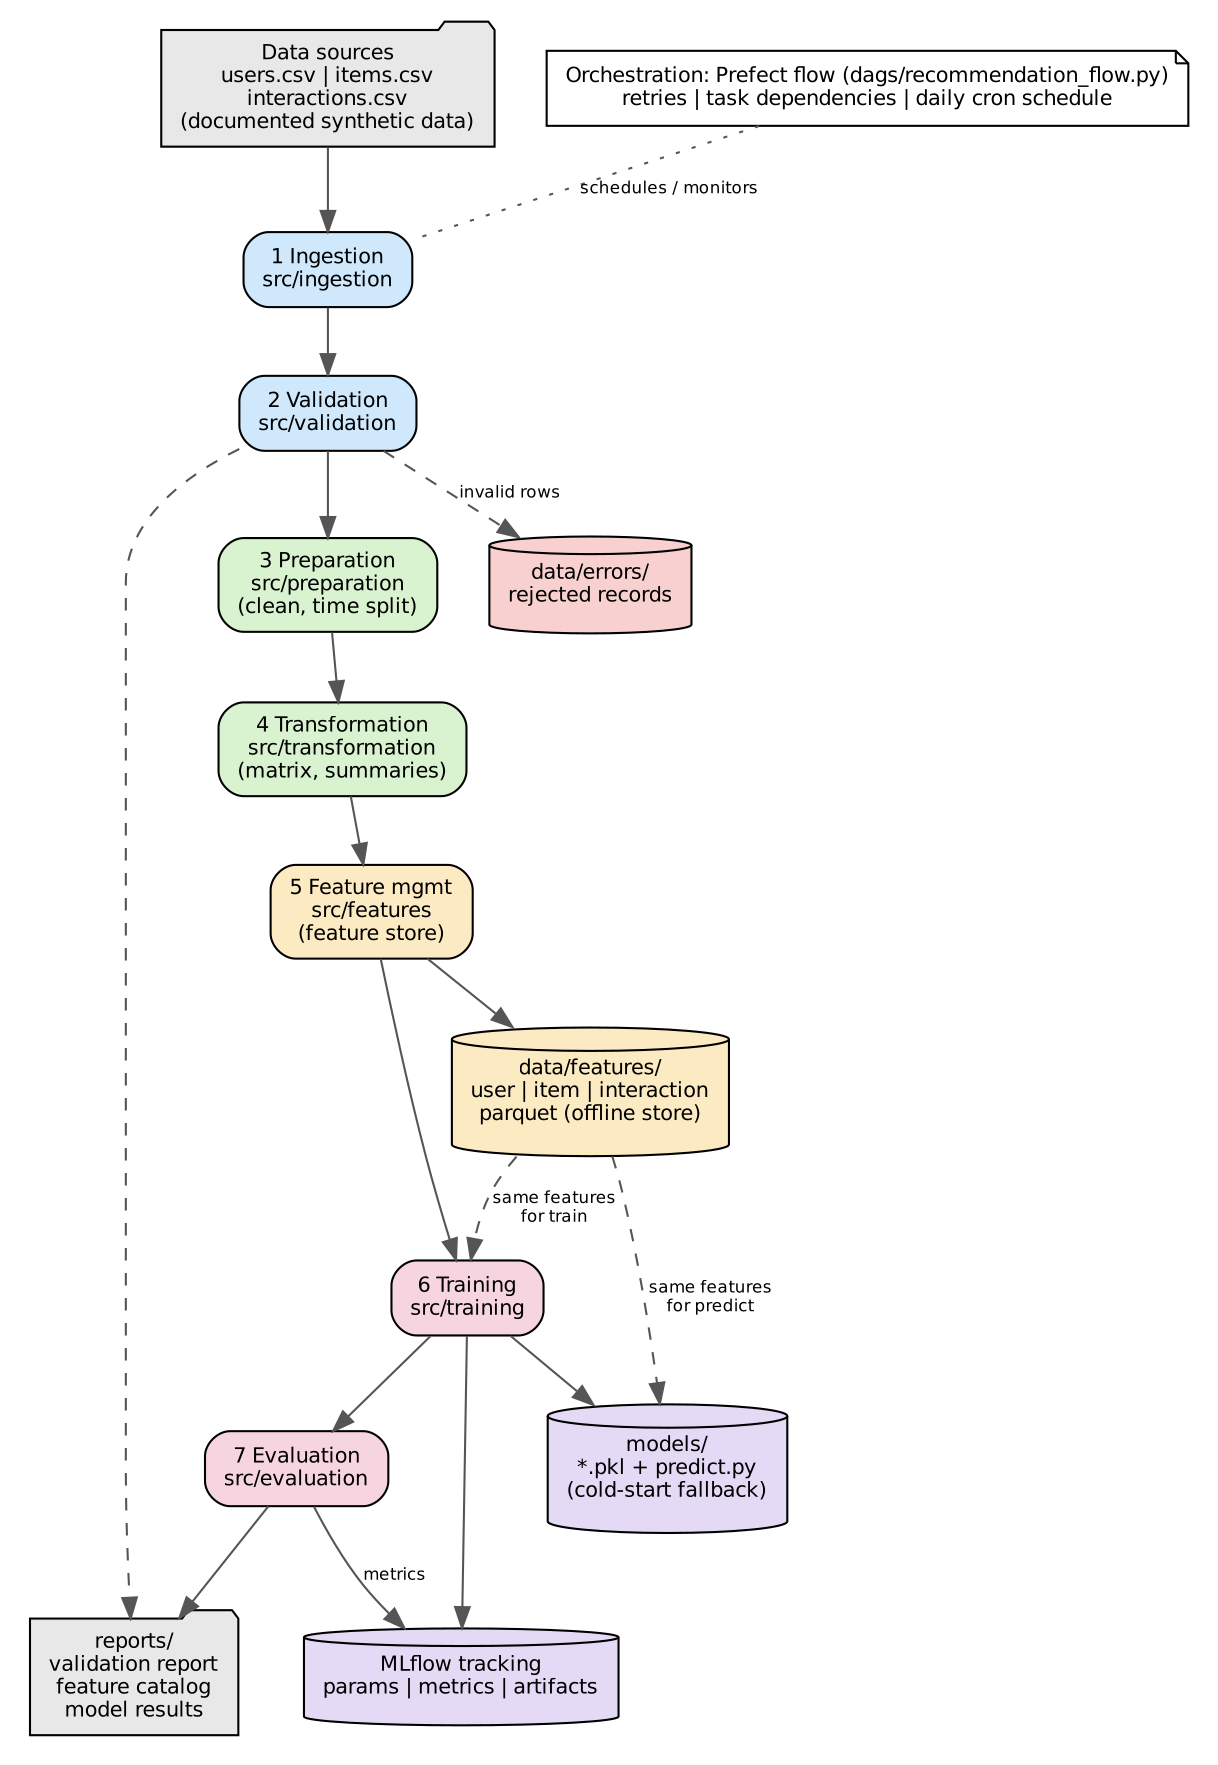 Data sources
users.csv | items.csv
interactions.csv
(documented synthetic data)
Orchestration: Prefect flow (dags/recommendation_flow.py)
retries | task dependencies | daily cron schedule
schedules / monitors
1 Ingestion
src/ingestion
2 Validation
src/validation
invalid rows
3 Preparation
src/preparation
(clean, time split)
data/errors/
rejected records
4 Transformation
src/transformation
(matrix, summaries)
5 Feature mgmt
src/features
(feature store)
data/features/
user | item | interaction
parquet (offline store)
same features
for train
6 Training
src/training
same features
for predict
7 Evaluation
src/evaluation
models/
*.pkl + predict.py
(cold-start fallback)
metrics
reports/
validation report
feature catalog
model results
MLflow tracking
params | metrics | artifacts